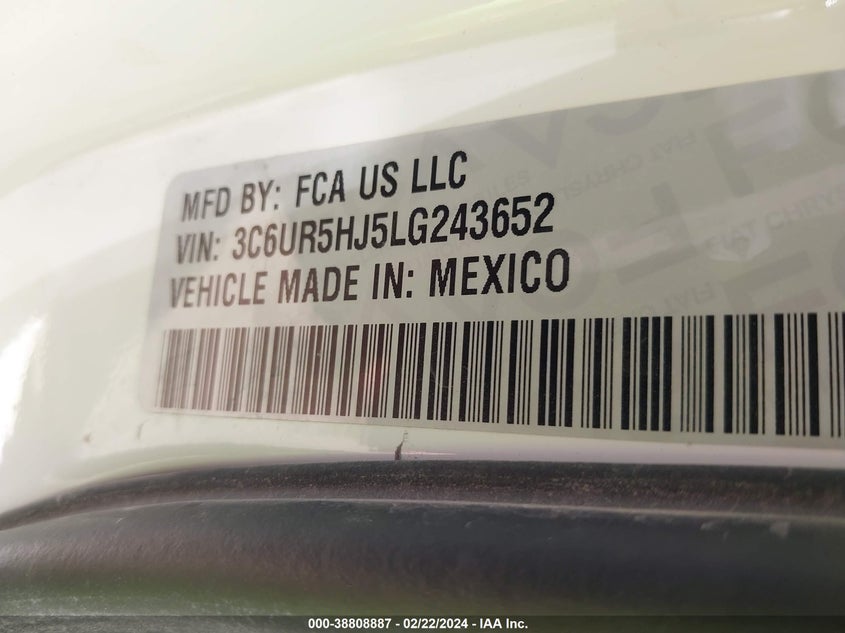 MFD BY: FCA US LLC
VIN: 3C6UR5HJ5LG243652
VEHICLE MADE IN: MEXICO
000-38808887 - 02/22/2024 - IAA Inc.